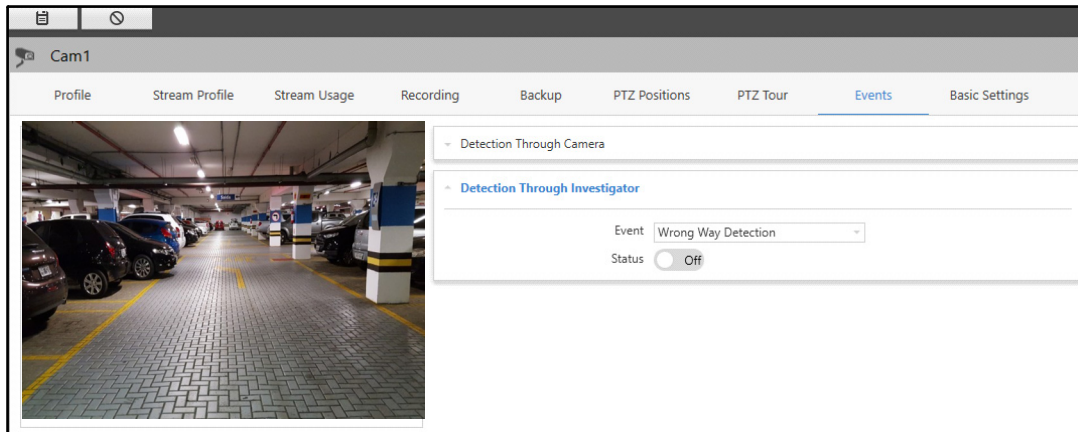 Cam1
Profile Stream Profile Stream Usage Recording Backup PTZ Positions PTZ Tour Events Basic Settings
Detection Through Camera
Detection Through Investigator
Event Wrong Way Detection
Status Off